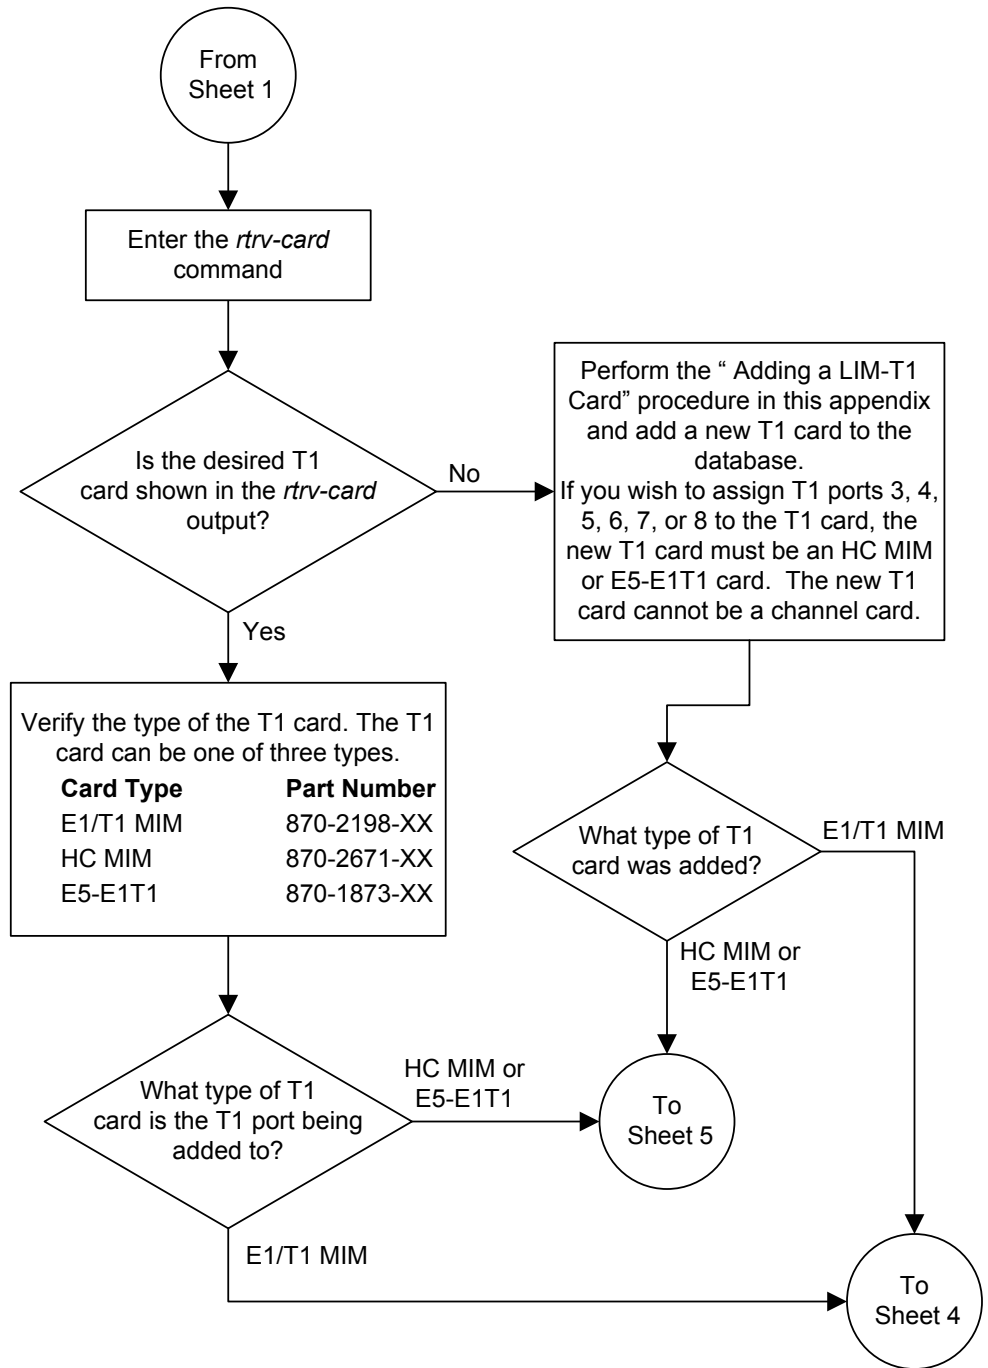 From
Sheet 1
Enter the rtrv-card
command
Is the desired T1
card shown in the rtrv-card
output?
No
Yes
Perform the “ Adding a LIM-T1
Card” procedure in this appendix
and add a new T1 card to the
database.
If you wish to assign T1 ports 3, 4,
5, 6, 7, or 8 to the T1 card, the
new T1 card must be an HC MIM
or E5-E1T1 card.  The new T1
card cannot be a channel card.
Verify the type of the T1 card. The T1
card can be one of three types.
Card Type Part Number
E1/T1 MIM 870-2198-XX
HC MIM 870-2671-XX
E5-E1T1 870-1873-XX
What type of T1
card was added?
E1/T1 MIM
HC MIM or
E5-E1T1
What type of T1
card is the T1 port being
added to?
HC MIM or
E5-E1T1
To
Sheet 5
E1/T1 MIM
To
Sheet 4